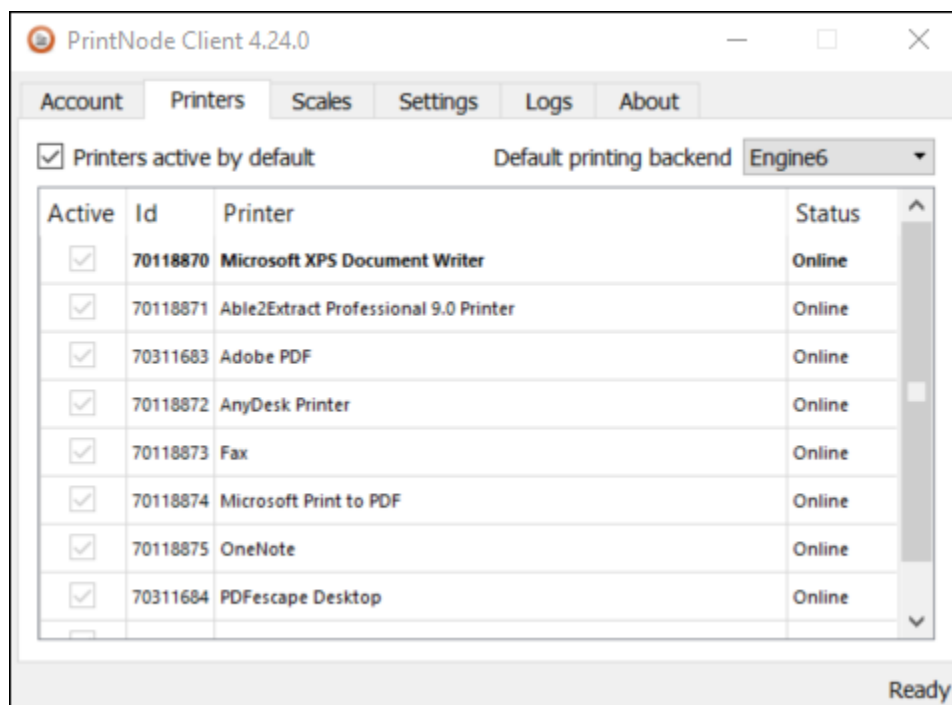 PrintNode Client 4.24.0
Account Printers Scales Settings Logs About
Printers active by default Default printing backend Engine6
Active Id Printer Status
70118870 Microsoft XPS Document Writer Online
70118871 Able2Extract Professional 9.0 Printer Online
70311683 Adobe PDF Online
70118872 AnyDesk Printer Online
70118873 Fax Online
70118874 Microsoft Print to PDF Online
70118875 OneNote Online
70311684 PDFescape Desktop Online
Ready